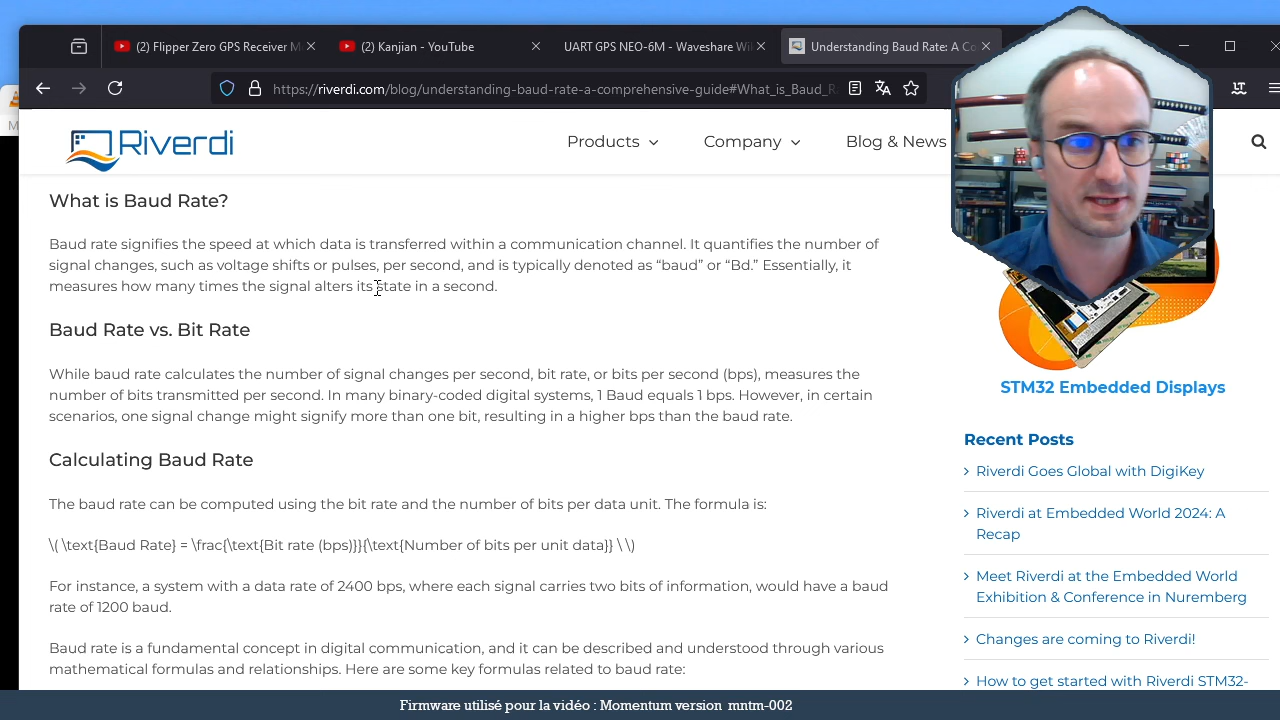 (2) Flipper Zero GPS Receiver M
(2) Kanjian - YouTube
UART GPS NEO-6M - Waveshare Wi
Understanding Baud Rate: A Co
https://riverdi.com/blog/understanding-baud-rate-a-comprehensive-guide#What_is_Baud_R
LT
M
Riverdi
Products
Company
Blog & News
What is Baud Rate?
Baud rate signifies the speed at which data is transferred within a communication channel. It quantifies the number of
signal changes, such as voltage shifts or pulses, per second, and is typically denoted as “baud” or “Bd.” Essentially, it
measures how many times the signal alters its state in a second.
Baud Rate vs. Bit Rate
While baud rate calculates the number of signal changes per second, bit rate, or bits per second (bps), measures the
number of bits transmitted per second. In many binary-coded digital systems, 1 Baud equals 1 bps. However, in certain
scenarios, one signal change might signify more than one bit, resulting in a higher bps than the baud rate.
Calculating Baud Rate
The baud rate can be computed using the bit rate and the number of bits per data unit. The formula is:
\( \text{Baud Rate} = \frac{\text{Bit rate (bps)}}{\text{Number of bits per unit data}} \ \)
For instance, a system with a data rate of 2400 bps, where each signal carries two bits of information, would have a baud
rate of 1200 baud.
Baud rate is a fundamental concept in digital communication, and it can be described and understood through various
mathematical formulas and relationships. Here are some key formulas related to baud rate:
STM32 Embedded Displays
Recent Posts
Riverdi Goes Global with DigiKey
Riverdi at Embedded World 2024: A
Recap
Meet Riverdi at the Embedded World
Exhibition & Conference in Nuremberg
Changes are coming to Riverdi!
How to get started with Riverdi STM32-
Firmware utilisé pour la vidéo : Momentum version mntm-002